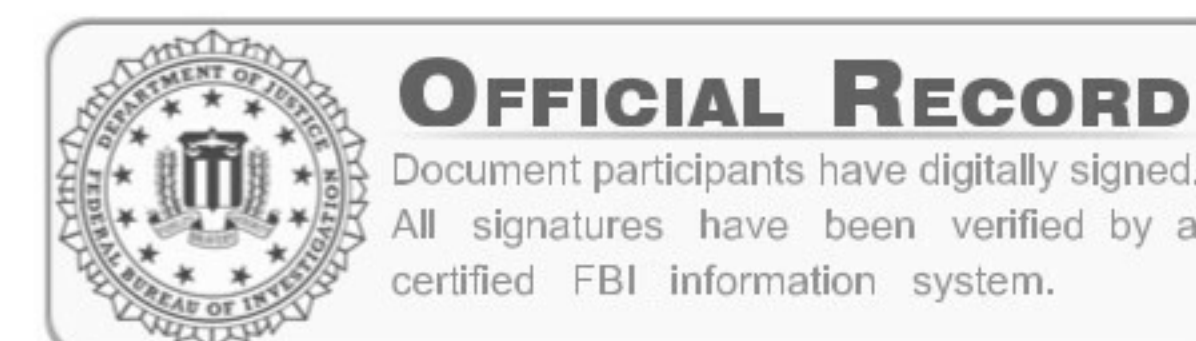 DEPARTMENT OF JUSTICE
FEDERAL BUREAU OF INVESTIGATION
OFFICIAL RECORD
Document participants have digitally signed.
All signatures have been verified by a
certified FBI information system.